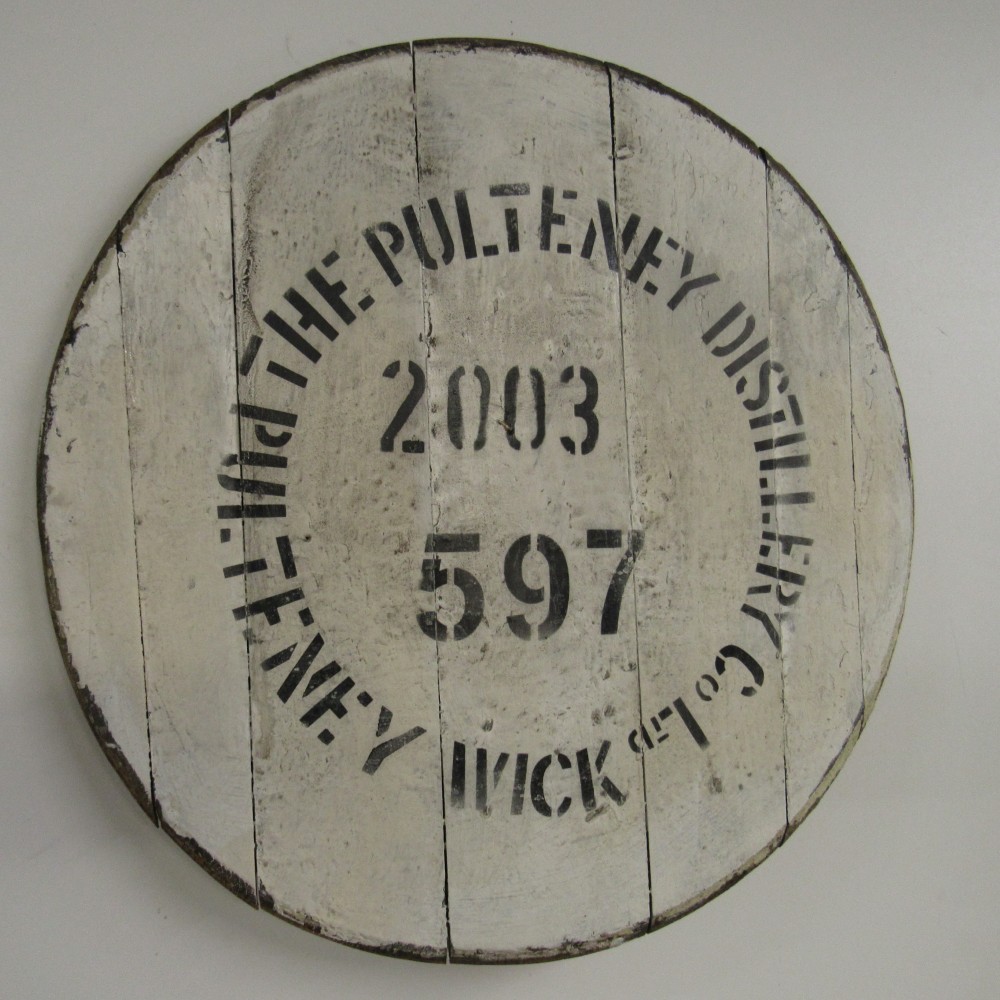 THE PULTENEY DISTILLERY Co LTD
WICK
PULTENEY
2003
597